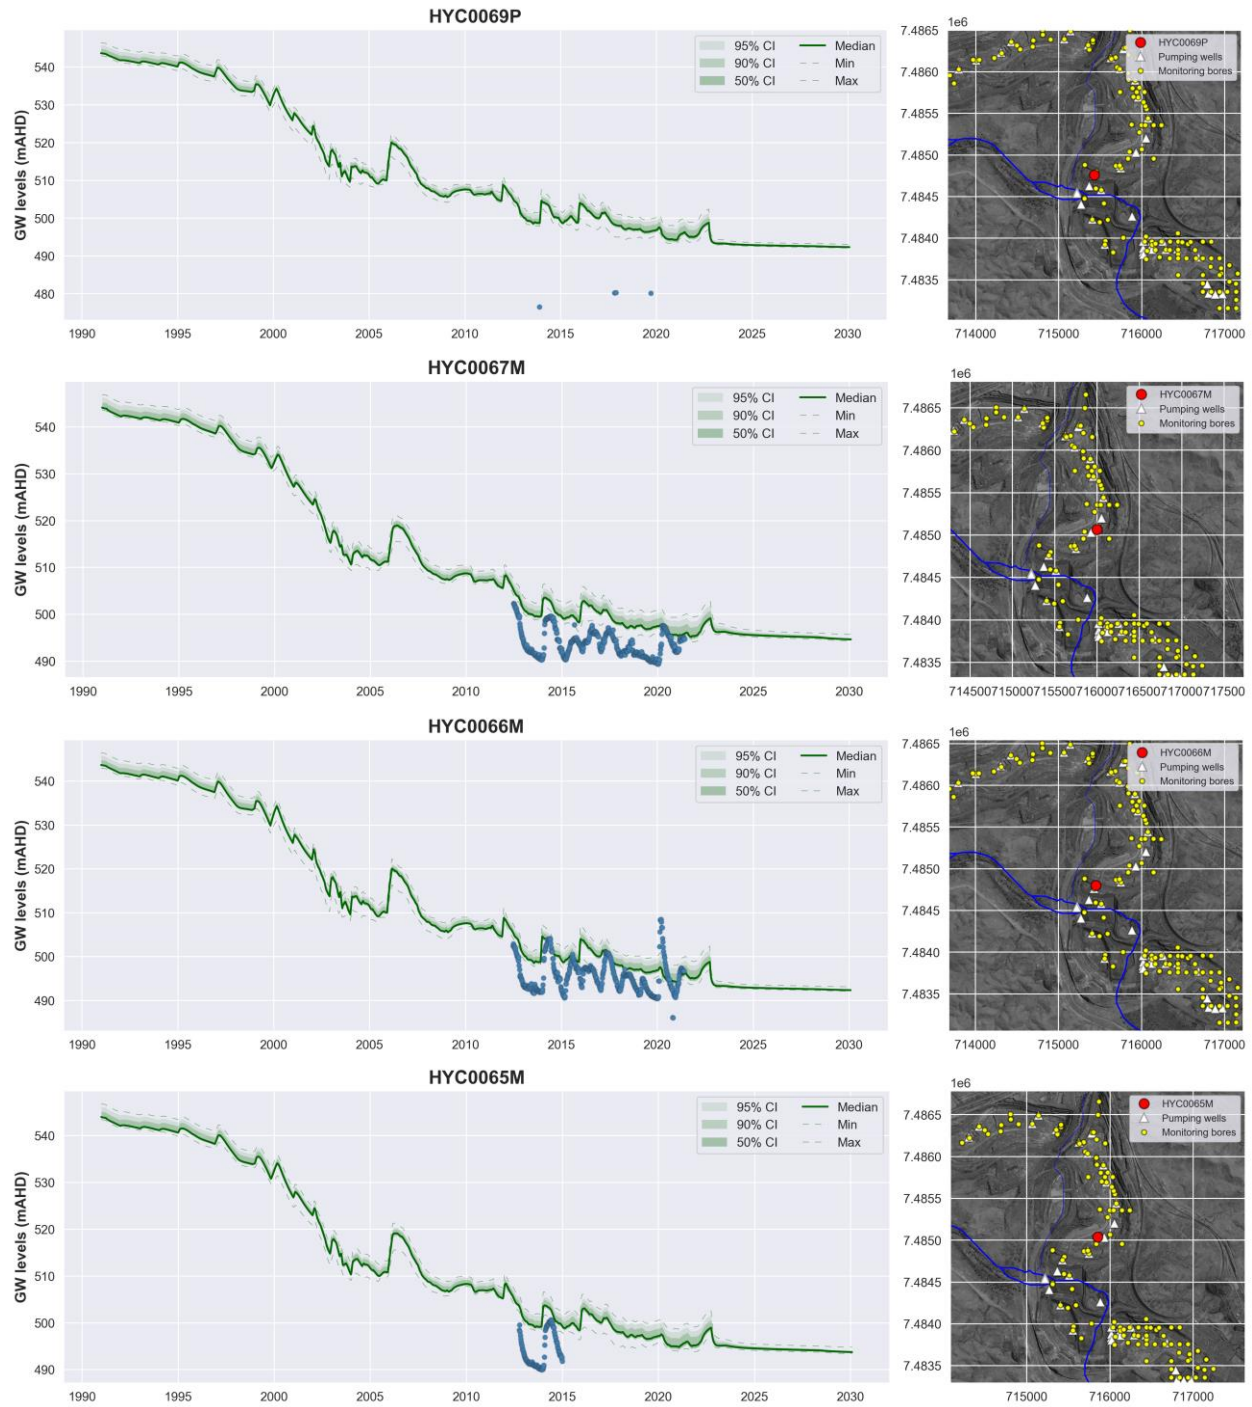 HYC0069P
GW levels (mAHD)
540
530
520
510
500
490
480
1990 1995 2000 2005 2010 2015 2020 2025 2030
95% CI Median
90% CI Min
50% CI Max
1e6
7.4865
7.4860
7.4855
7.4850
7.4845
7.4840
7.4835
714000 715000 716000 717000
HYC0069P
Pumping wells
Monitoring bores
HYC0067M
GW levels (mAHD)
540
530
520
510
500
490
1990 1995 2000 2005 2010 2015 2020 2025 2030
95% CI Median
90% CI Min
50% CI Max
1e6
7.4865
7.4860
7.4855
7.4850
7.4845
7.4840
7.4835
714500715000715500716000716500717000717500
HYC0067M
Pumping wells
Monitoring bores
HYC0066M
GW levels (mAHD)
540
530
520
510
500
490
1990 1995 2000 2005 2010 2015 2020 2025 2030
95% CI Median
90% CI Min
50% CI Max
1e6
7.4865
7.4860
7.4855
7.4850
7.4845
7.4840
7.4835
714000 715000 716000 717000
HYC0066M
Pumping wells
Monitoring bores
HYC0065M
GW levels (mAHD)
540
530
520
510
500
490
1990 1995 2000 2005 2010 2015 2020 2025 2030
95% CI Median
90% CI Min
50% CI Max
1e6
7.4865
7.4860
7.4855
7.4850
7.4845
7.4840
7.4835
715000 716000 717000
HYC0065M
Pumping wells
Monitoring bores